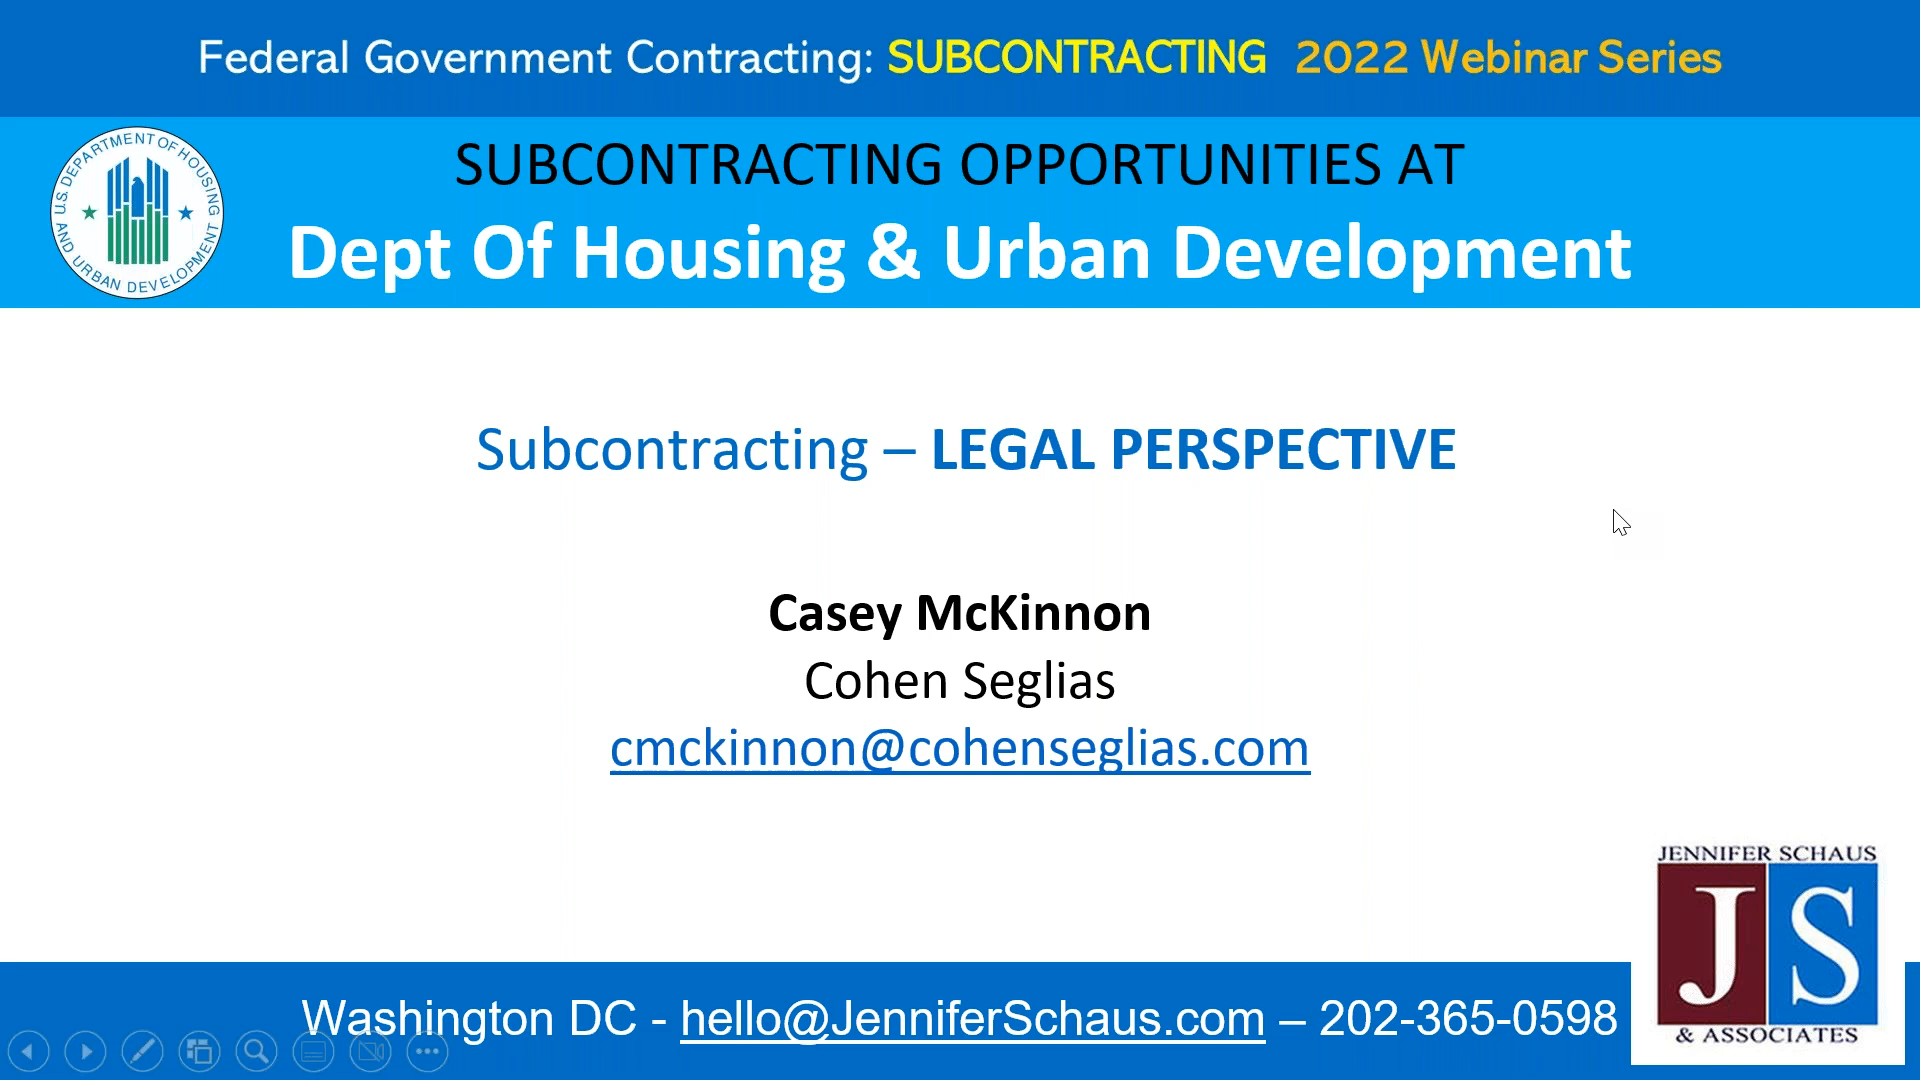 Federal Government Contracting: SUBCONTRACTING 2022 Webinar Series
U.S. DEPARTMENT OF HOUSING AND URBAN DEVELOPMENT
SUBCONTRACTING OPPORTUNITIES AT
Dept Of Housing & Urban Development
Subcontracting – LEGAL PERSPECTIVE
Casey McKinnon
Cohen Seglias
cmckinnon@cohenseglias.com
JENNIFER SCHAUS
JS
& ASSOCIATES
Washington DC - hello@JenniferSchaus.com – 202-365-0598